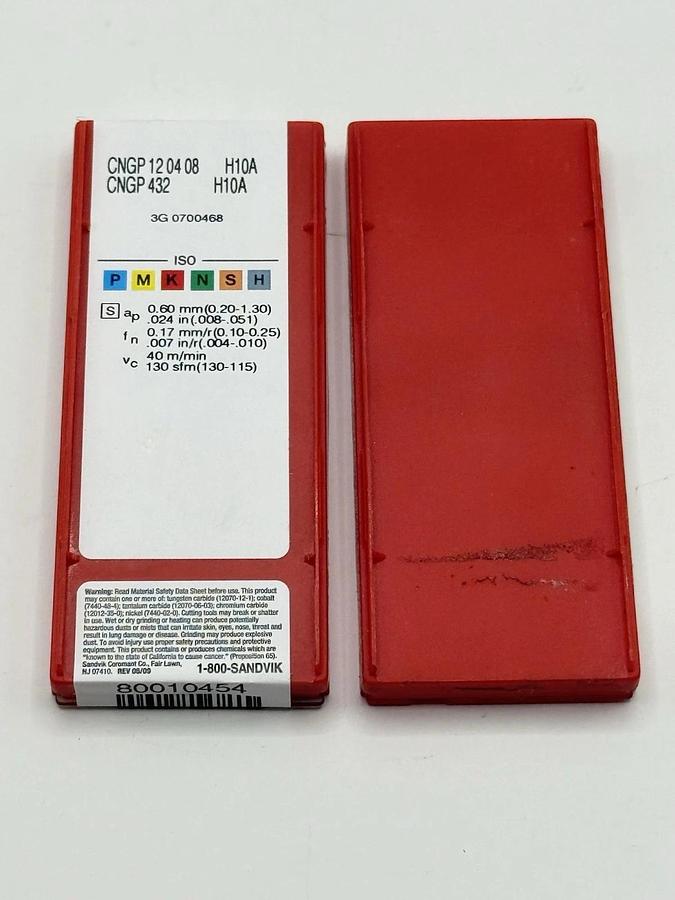 CNGP 12 04 08 H10A
CNGP 432 H10A
3G 0700468
ISO
P M K N S H
S ap 0.60 mm(0.20-1.30)
.024 in(.008-.051)
fn 0.17 mm/r(0.10-0.25)
.007 in/r(.004-.010)
vc 40 m/min
130 sfm(130-115)
Warning: Read Material Safety Data Sheet before use. This product
may contain one or more of: tungsten carbide (12070-12-1); cobalt
(7440-48-4); tantalum carbide (12070-06-03); chromium carbide
(12012-35-0); nickel (7440-02-0). Cutting tools may break or shatter
in use. Wet or dry grinding or heating can produce potentially
hazardous dusts or mists that can irritate skin, eyes, nose, throat and
result in lung damage or disease. Grinding may produce explosive
dust. To avoid injury use proper safety precautions and protective
equipment. This product contains or produces chemicals which are
"known to the state of California to cause cancer." (Proposition 65).
Sandvik Coromant Co., Fair Lawn,
NJ 07410. REV 08/09 1-800-SANDVIK
80010454